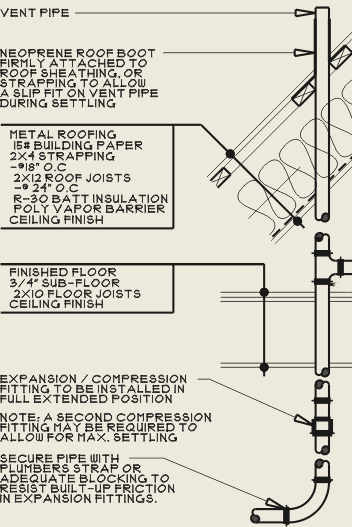 VENT PIPE
NEOPRENE ROOF BOOT
FIRMLY ATTACHED TO
ROOF SHEATHING, OR
STRAPPING TO ALLOW
A SLIP FIT ON VENT PIPE
DURING SETTLING
METAL ROOFING
15# BUILDING PAPER
2X4 STRAPPING
-@18" O.C
2X12 ROOF JOISTS
-@ 24" O.C
R-30 BATT INSULATION
POLY VAPOR BARRIER
CEILING FINISH
FINISHED FLOOR
3/4" SUB-FLOOR
2X10 FLOOR JOISTS
CEILING FINISH
EXPANSION / COMPRESSION
FITTING TO BE INSTALLED IN
FULL EXTENDED POSITION
NOTE: A SECOND COMPRESSION
FITTING MAY BE REQUIRED TO
ALLOW FOR MAX. SETTLING
SECURE PIPE WITH
PLUMBERS STRAP OR
ADEQUATE BLOCKING TO
RESIST BUILT-UP FRICTION
IN EXPANSION FITTINGS.